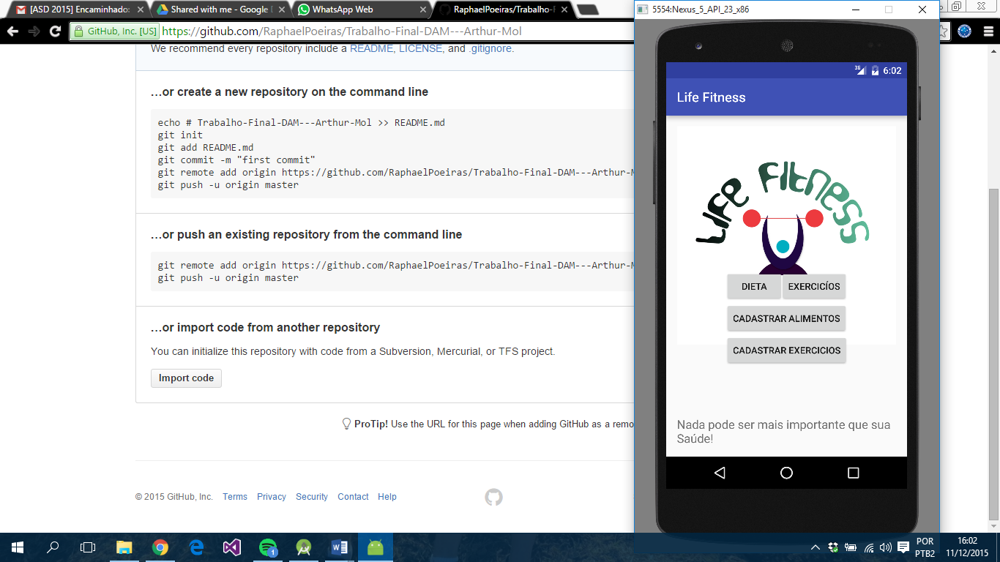 [ASD 2015] Encaminhado:
Shared with me - Google
WhatsApp Web
RaphaelPoeiras/Trabalho-F
GitHub, Inc. [US]
https://github.com/RaphaelPoeiras/Trabalho-Final-DAM---Arthur-Mol
We recommend every repository include a README, LICENSE, and .gitignore.
…or create a new repository on the command line
echo # Trabalho-Final-DAM---Arthur-Mol >> README.md
git init
git add README.md
git commit -m "first commit"
git remote add origin https://github.com/RaphaelPoeiras/Trabalho-Final-DAM---Arthur-M
git push -u origin master
…or push an existing repository from the command line
git remote add origin https://github.com/RaphaelPoeiras/Trabalho-Final-DAM---Arthur-M
git push -u origin master
…or import code from another repository
You can initialize this repository with code from a Subversion, Mercurial, or TFS project.
Import code
ProTip! Use the URL for this page when adding GitHub as a remo
© 2015 GitHub, Inc. Terms Privacy Security Contact Help
5554:Nexus_5_API_23_x86
3G 6:02
Life Fitness
Life Fitness
DIETA EXERCICÍOS
CADASTRAR ALIMENTOS
CADASTRAR EXERCICIOS
Nada pode ser mais importante que sua
Saúde!
1
POR
PTB2
16:02
11/12/2015